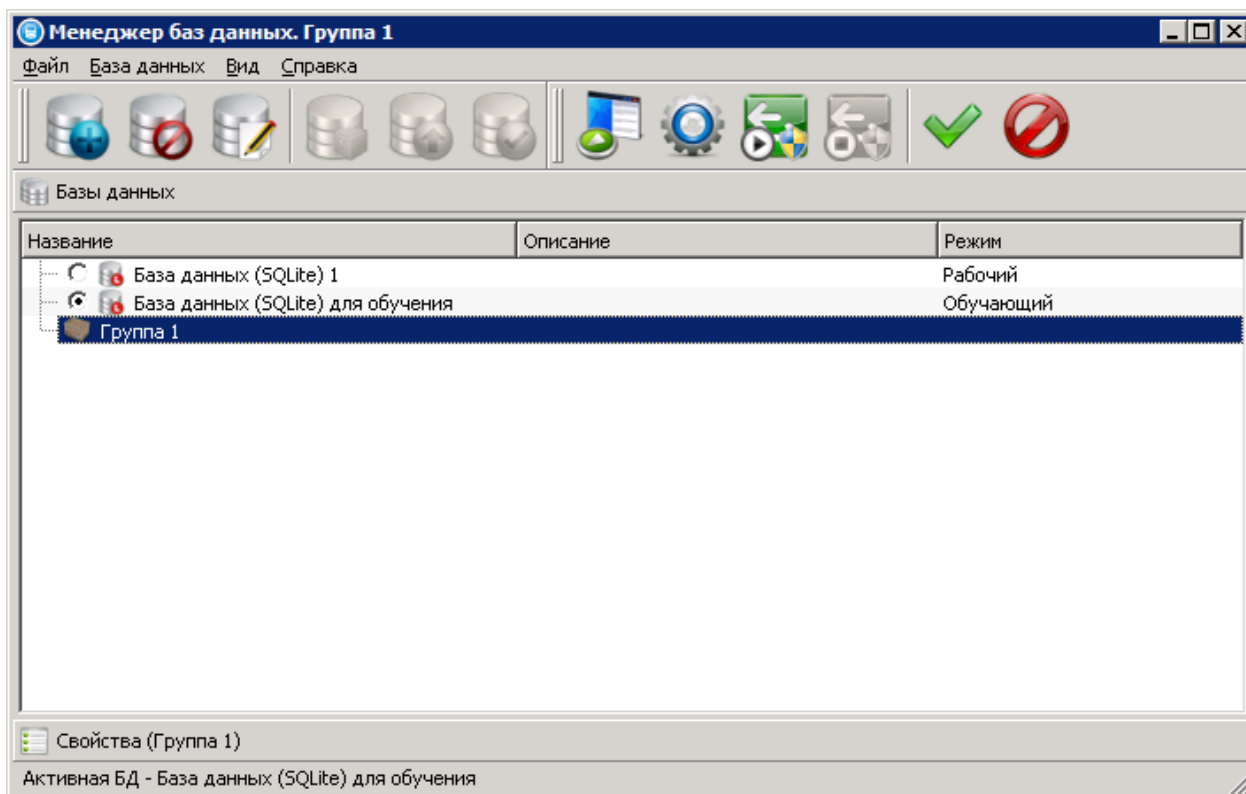 Менеджер баз данных. Группа 1
Файл База данных Вид Справка
Базы данных
Название Описание Режим
База данных (SQLite) 1 Рабочий
База данных (SQLite) для обучения Обучающий
Группа 1
Свойства (Группа 1)
Активная БД - База данных (SQLite) для обучения